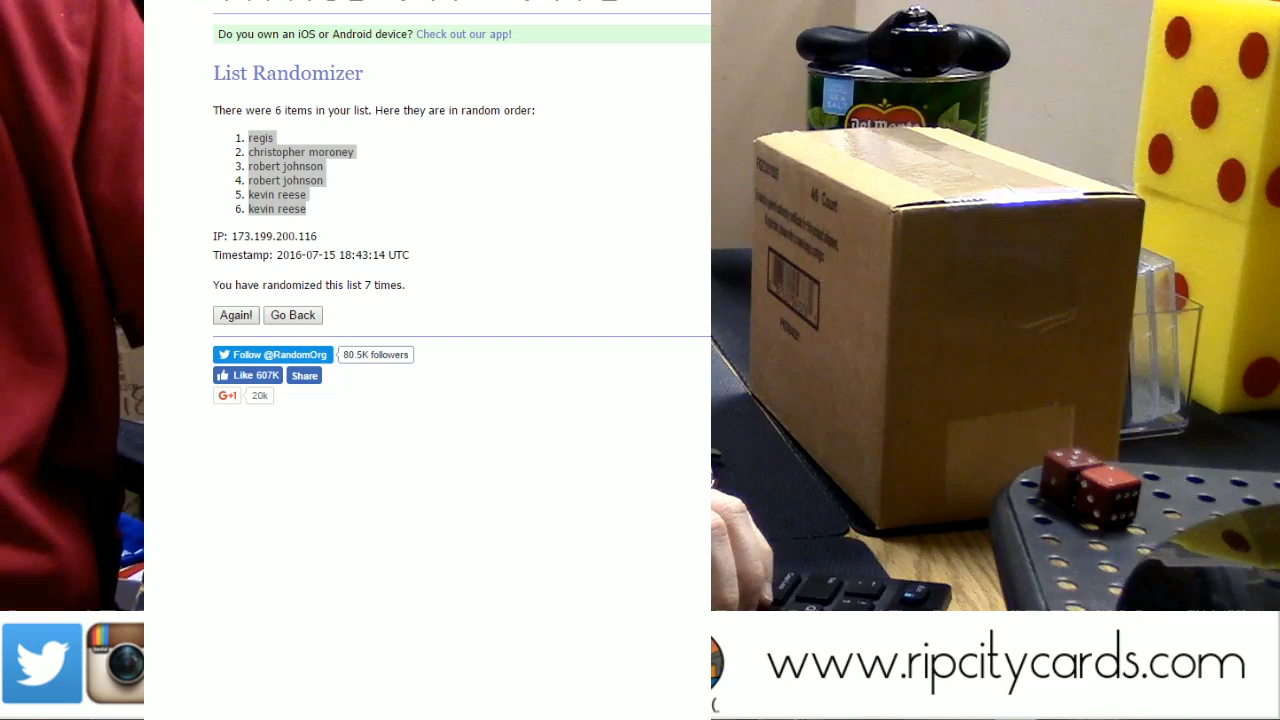 Do you own an iOS or Android device? Check out our app!
List Randomizer
There were 6 items in your list. Here they are in random order:
1. regis
2. christopher moroney
3. robert johnson
4. robert johnson
5. kevin reese
6. kevin reese
IP: 173.199.200.116
Timestamp: 2016-07-15 18:43:14 UTC
You have randomized this list 7 times.
Again! Go Back
Follow @RandomOrg 80.5K followers
Like 607K Share
G+1 20k
Del Monte
Count
www.ripcitycards.com